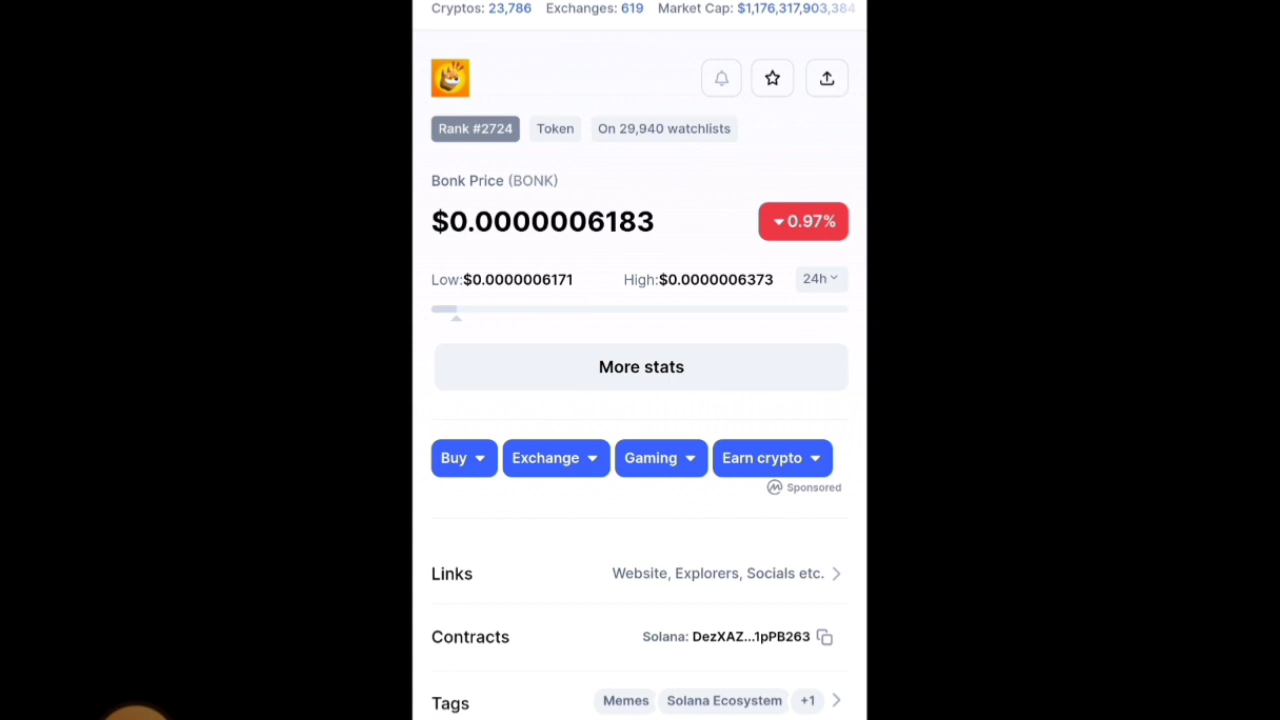 Cryptos: 23,786 Exchanges: 619 Market Cap: $1,176,317,903,384
Rank #2724 Token On 29,940 watchlists
Bonk Price (BONK)
$0.0000006183 0.97%
Low:$0.0000006171 High:$0.0000006373 24h
More stats
Buy Exchange Gaming Earn crypto
Sponsored
Links Website, Explorers, Socials etc.
Contracts Solana: DezXAZ...1pPB263
Tags Memes Solana Ecosystem +1